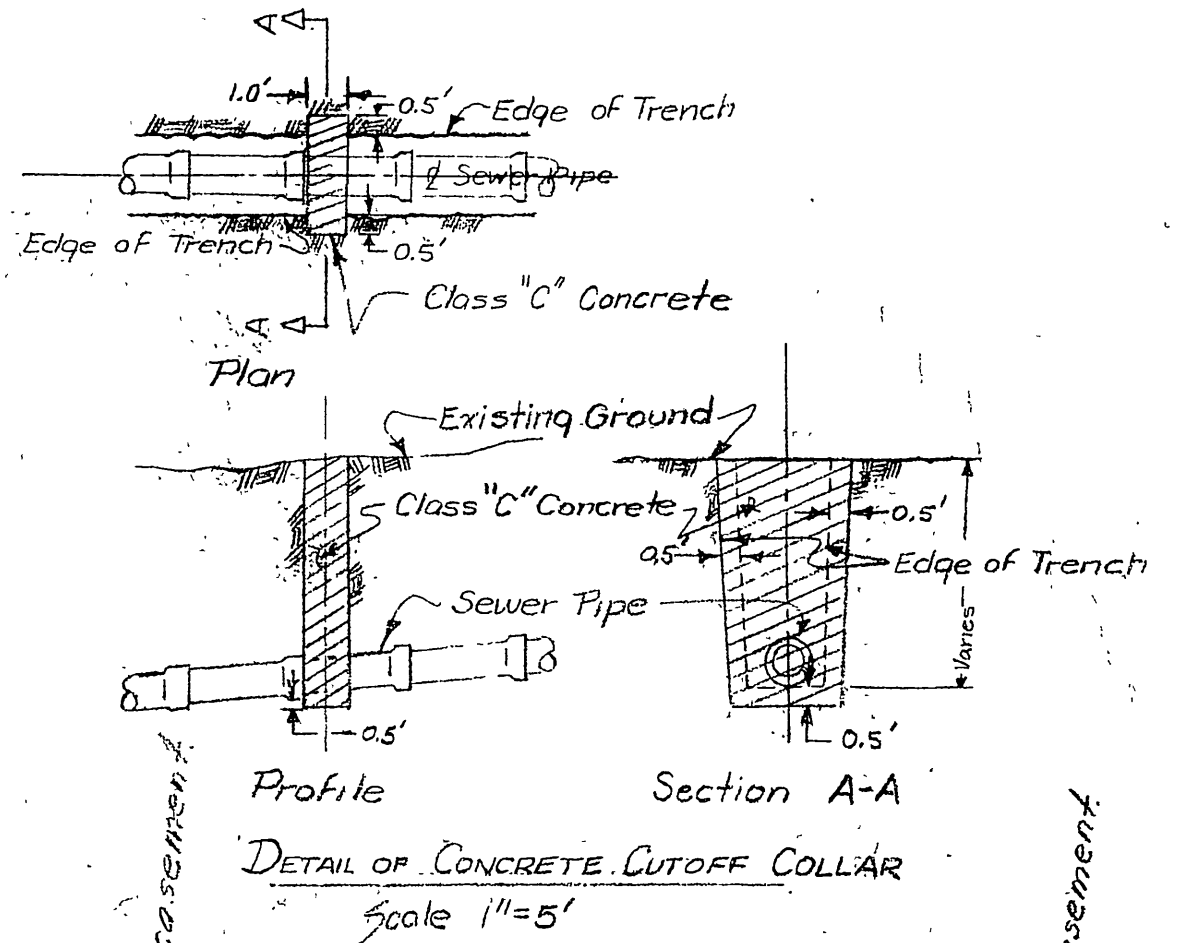 A
1.0'
0.5'
Edge of Trench
℄ Sewer Pipe
Edge of Trench
0.5'
Class "C" Concrete
A
Plan
Existing Ground
Class "C" Concrete
0.5'
0.5'
Edge of Trench
Sewer Pipe
Varies
0.5'
0.5'
Profile
Section A-A
DETAIL OF CONCRETE CUTOFF COLLAR
Scale 1"=5'